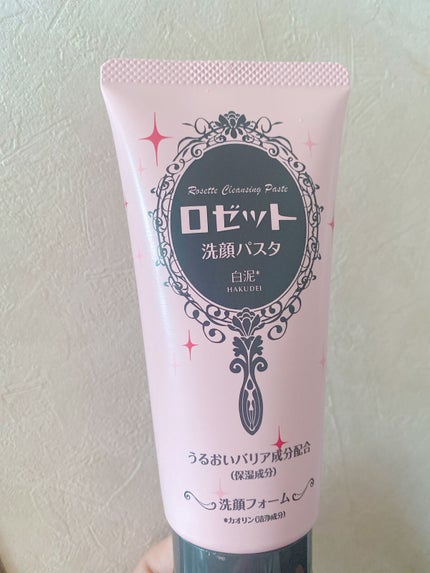 Rosette Cleansing Paste
ロゼット
洗顔パスタ
白泥*
HAKUDEI
うるおいバリア成分配合
(保湿成分)
洗顔フォーム
*カオリン(洗浄成分)